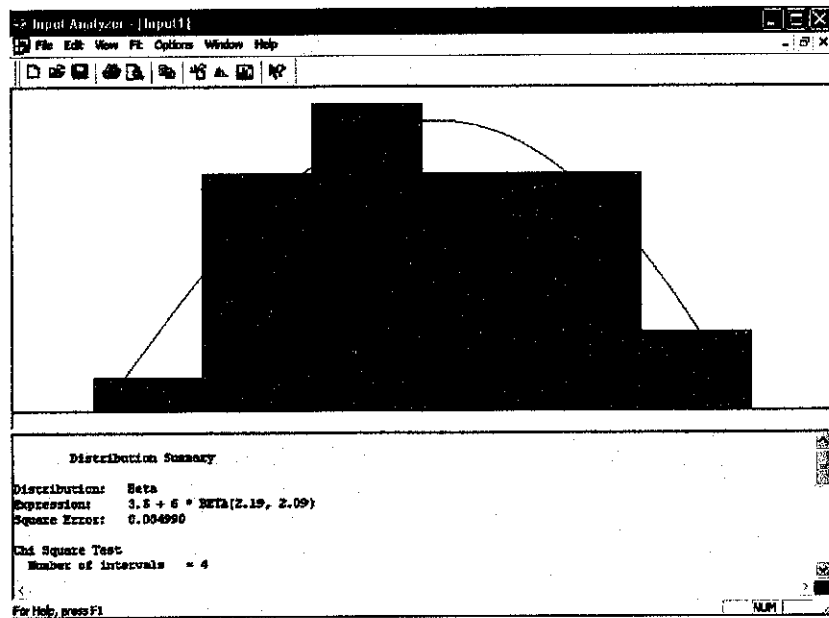 Input Analyzer - [Input1]
File Edit View Fit Options Window Help
Distribution Summary
Distribution: Beta
Expression: 3.5 + 6 * BETA(2.19, 2.09)
Square Error: 0.004990
Chi Square Test
Number of intervals = 4
For Help, press F1
NUM